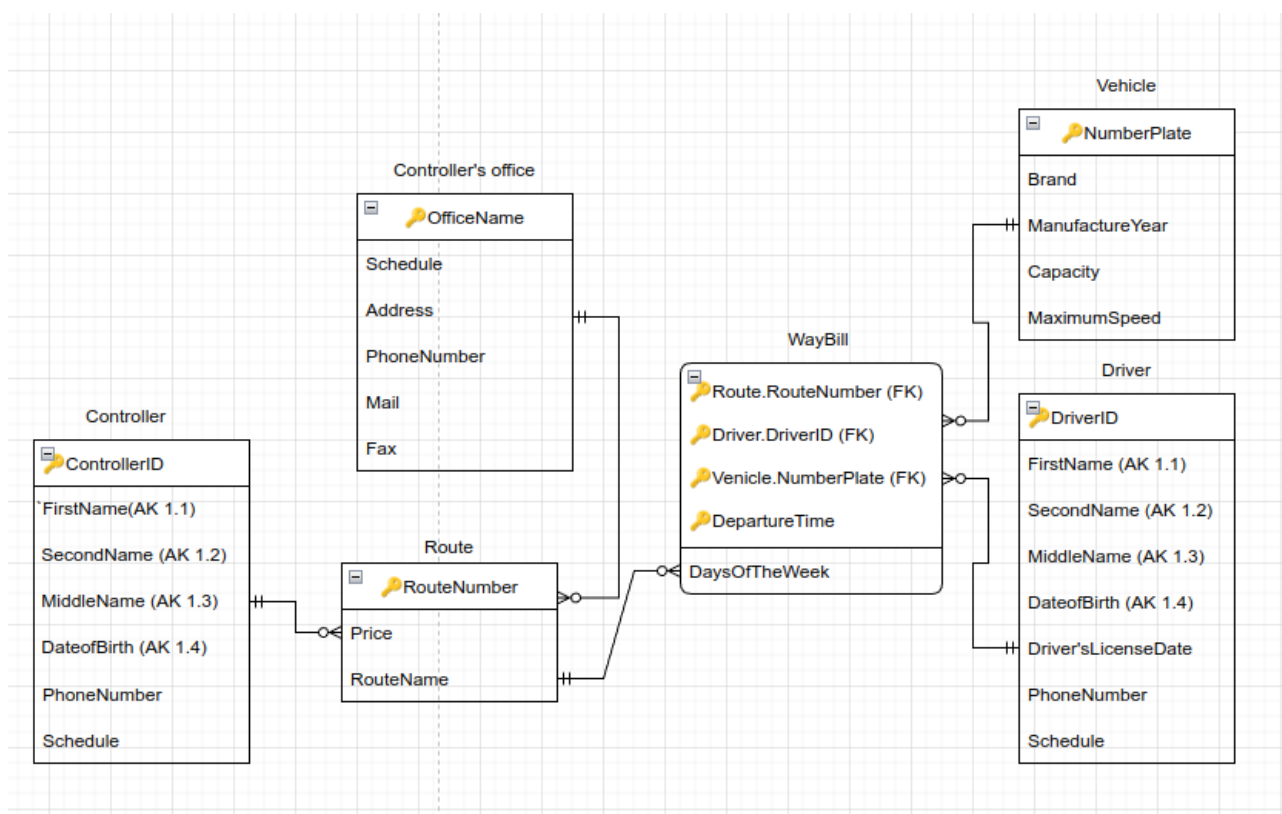 Vehicle
NumberPlate
Brand
ManufactureYear
Capacity
MaximumSpeed
Controller's office
OfficeName
Schedule
Address
PhoneNumber
Mail
Fax
WayBill
Route.RouteNumber (FK)
Driver.DriverID (FK)
Venicle.NumberPlate (FK)
DepartureTime
DaysOfTheWeek
Driver
DriverID
FirstName (AK 1.1)
SecondName (AK 1.2)
MiddleName (AK 1.3)
DateofBirth (AK 1.4)
Driver'sLicenseDate
PhoneNumber
Schedule
Controller
ControllerID
`FirstName(AK 1.1)
SecondName (AK 1.2)
MiddleName (AK 1.3)
DateofBirth (AK 1.4)
PhoneNumber
Schedule
Route
RouteNumber
Price
RouteName